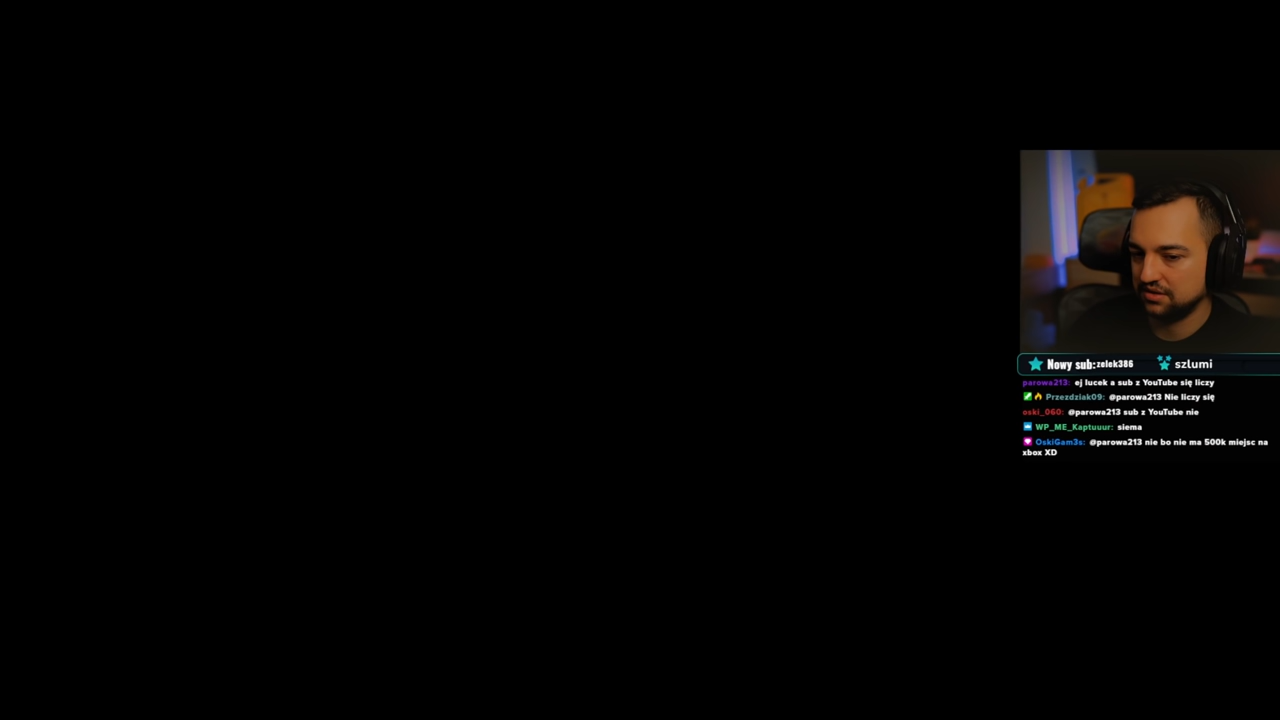 Nowy sub: zelek386 szlumi
parowa213: ej lucek a sub z YouTube się liczy
Przezdziak09: @parowa213 Nie liczy się
oski_060: @parowa213 sub z YouTube nie
WP_ME_Kaptuuur: siema
OskiGam3s: @parowa213 nie bo nie ma 500k miejsc na
xbox XD